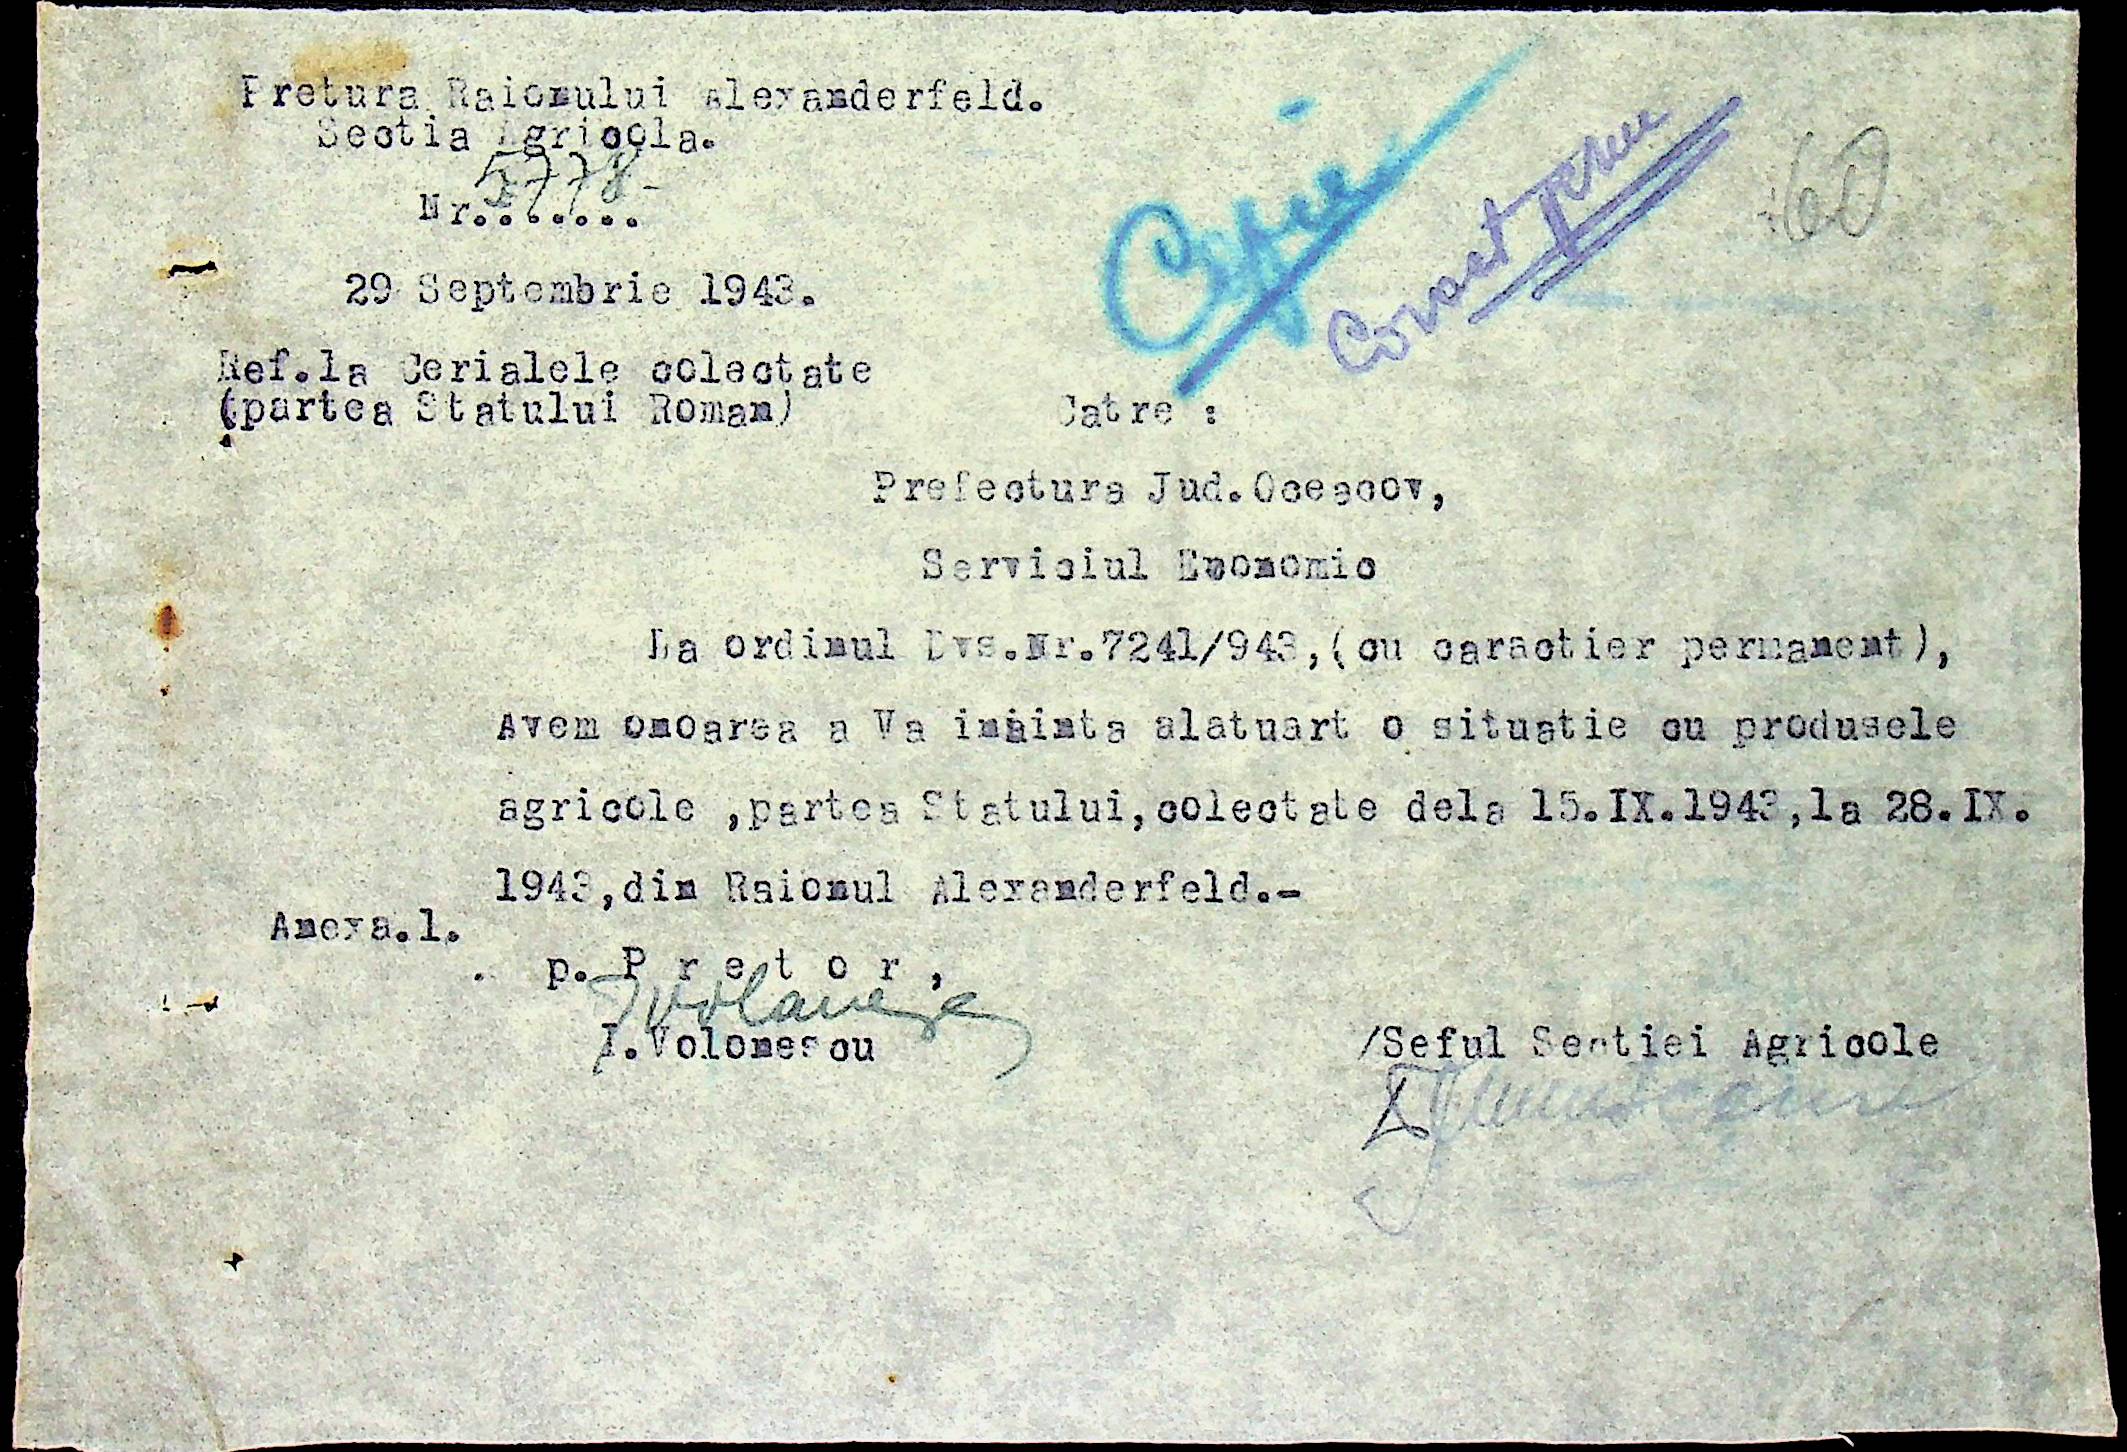 Pretura Raionului Alexanderfeld.
Sectia Agricola.
Nr....... 5778-
60
29 Septembrie 1943.
Copie
Ref.la Cerialele colectate
(partea Statului Roman)
Catre :
Prefectura Jud.Oceacov,
Serviciul Economic
La ordinul Dvs.Nr.7241/943,(cu caractier permanent),
Avem onoarea a Va inainta alatuart o situatie cu produsele
agricole ,partea Statului,colectate dela 15.IX.1943,la 28.IX.
1943,din Raionul Alexanderfeld.-
Anexa.1.
p. P r e t o r ,
I.Volonescu
/Seful Sectiei Agricole